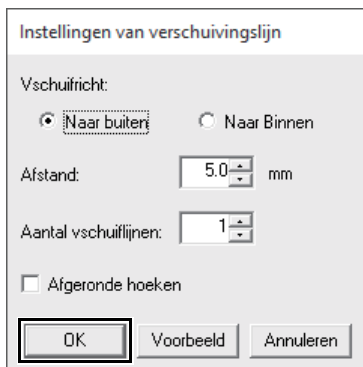 Instellingen van verschuivingslijn
Vschuifricht:
Naar buiten Naar Binnen
Afstand: 5.0 mm
Aantal vschuiflijnen: 1
Afgeronde hoeken
OK Voorbeeld Annuleren